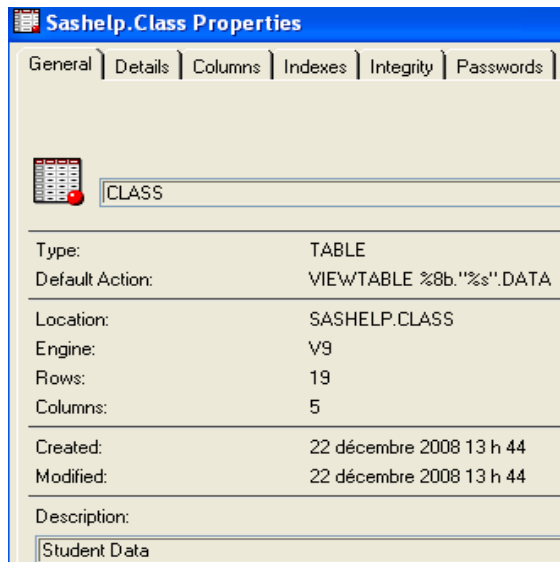 Sashelp.Class Properties
General Details Columns Indexes Integrity Passwords
CLASS
Type: TABLE
Default Action: VIEWTABLE %8b."%s".DATA
Location: SASHELP.CLASS
Engine: V9
Rows: 19
Columns: 5
Created: 22 décembre 2008 13 h 44
Modified: 22 décembre 2008 13 h 44
Description:
Student Data